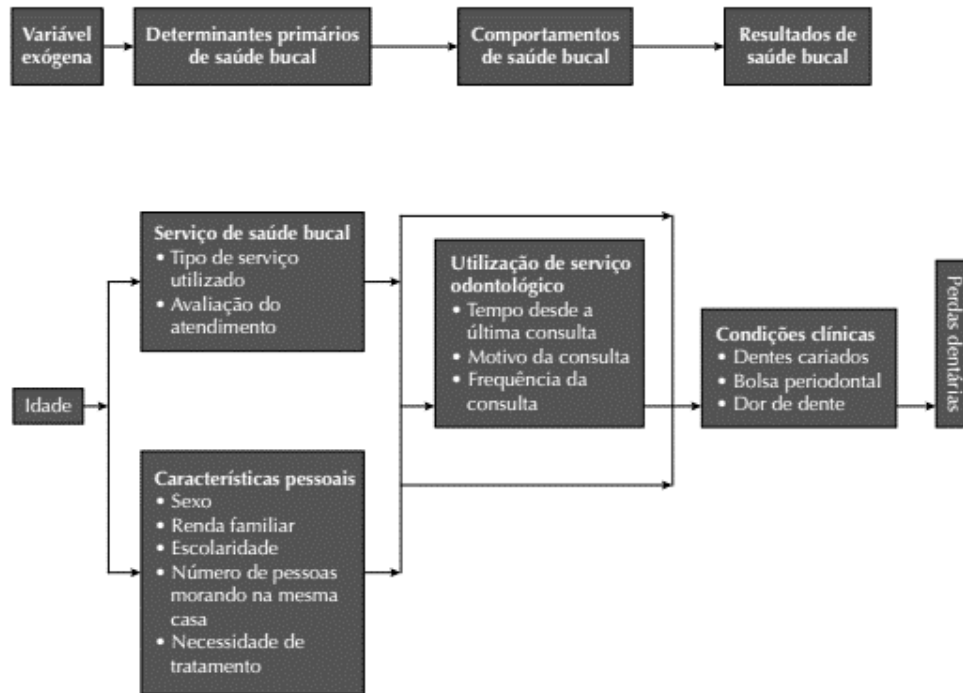 Variável
exógena
Determinantes primários
de saúde bucal
Comportamentos
de saúde bucal
Resultados de
saúde bucal
Serviço de saúde bucal
• Tipo de serviço
utilizado
• Avaliação do
atendimento
Utilização de serviço
odontológico
• Tempo desde a
última consulta
• Motivo da consulta
• Frequência da
consulta
Condições clínicas
• Dentes cariados
• Bolsa periodontal
• Dor de dente
Perdas dentárias
Idade
Características pessoais
• Sexo
• Renda familiar
• Escolaridade
• Número de pessoas
morando na mesma
casa
• Necessidade de
tratamento